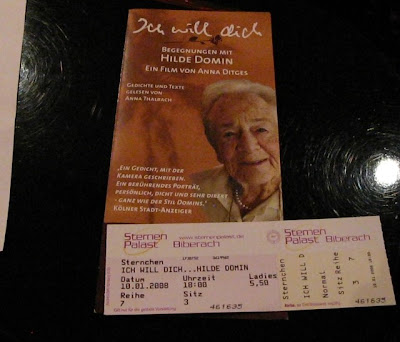 Ich will dich
BEGEGNUNGEN MIT
HILDE DOMIN
EIN FILM VON ANNA DITGES
GEDICHTE UND TEXTE
GELESEN VON
ANNA THALBACH
„EIN GEDICHT, MIT DER
KAMERA GESCHRIEBEN.
EIN BERÜHRENDES PORTRÄT,
PERSÖNLICH, DICHT UND SEHR DIREKT
- GANZ WIE DER STIL DOMINS."
KÖLNER STADT-ANZEIGER
Sternen
Palast Biberach
Sternchen
ICH WILL DICH...HILDE DOMIN
Datum Uhrzeit Ladies
10.01.2008 18:00 5,50
Reihe Sitz
7 3 461635
Sternen
Palast Biberach
Sternchen
ICH WILL D
Normal
Sitz Reihe
3 7
461635